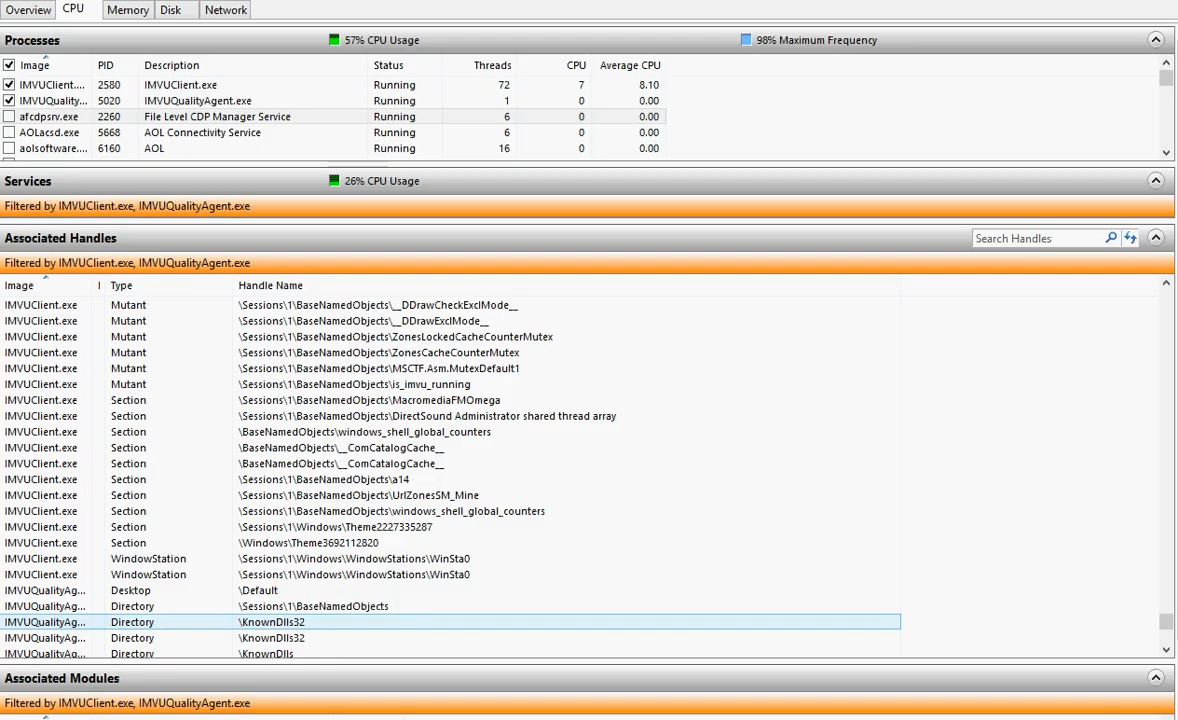 Overview CPU Memory Disk Network
Processes 57% CPU Usage 98% Maximum Frequency
Image PID Description Status Threads CPU Average CPU
IMVUClient.... 2580 IMVUClient.exe Running 72 7 8.10
IMVUQuality... 5020 IMVUQualityAgent.exe Running 1 0 0.00
afcdpsrv.exe 2260 File Level CDP Manager Service Running 6 0 0.00
AOLacsd.exe 5668 AOL Connectivity Service Running 6 0 0.00
aolsoftware.... 6160 AOL Running 16 0 0.00
Services 26% CPU Usage
Filtered by IMVUClient.exe, IMVUQualityAgent.exe
Associated Handles Search Handles
Filtered by IMVUClient.exe, IMVUQualityAgent.exe
Image Type Handle Name
IMVUClient.exe Mutant \Sessions\1\BaseNamedObjects\__DDrawCheckExclMode__
IMVUClient.exe Mutant \Sessions\1\BaseNamedObjects\__DDrawExclMode__
IMVUClient.exe Mutant \Sessions\1\BaseNamedObjects\ZonesLockedCacheCounterMutex
IMVUClient.exe Mutant \Sessions\1\BaseNamedObjects\ZonesCacheCounterMutex
IMVUClient.exe Mutant \Sessions\1\BaseNamedObjects\MSCTF.Asm.MutexDefault1
IMVUClient.exe Mutant \Sessions\1\BaseNamedObjects\is_imvu_running
IMVUClient.exe Section \Sessions\1\BaseNamedObjects\MacromediaFMOmega
IMVUClient.exe Section \Sessions\1\BaseNamedObjects\DirectSound Administrator shared thread array
IMVUClient.exe Section \BaseNamedObjects\windows_shell_global_counters
IMVUClient.exe Section \BaseNamedObjects\__ComCatalogCache__
IMVUClient.exe Section \BaseNamedObjects\__ComCatalogCache__
IMVUClient.exe Section \Sessions\1\BaseNamedObjects\a14
IMVUClient.exe Section \Sessions\1\BaseNamedObjects\UrlZonesSM_Mine
IMVUClient.exe Section \Sessions\1\BaseNamedObjects\windows_shell_global_counters
IMVUClient.exe Section \Sessions\1\Windows\Theme2227335287
IMVUClient.exe Section \Windows\Theme3692112820
IMVUClient.exe WindowStation \Sessions\1\Windows\WindowStations\WinSta0
IMVUClient.exe WindowStation \Sessions\1\Windows\WindowStations\WinSta0
IMVUQualityAg... Desktop \Default
IMVUQualityAg... Directory \Sessions\1\BaseNamedObjects
IMVUQualityAg... Directory \KnownDlls32
IMVUQualityAg... Directory \KnownDlls32
IMVUQualityAg... Directory \KnownDlls
Associated Modules
Filtered by IMVUClient.exe, IMVUQualityAgent.exe